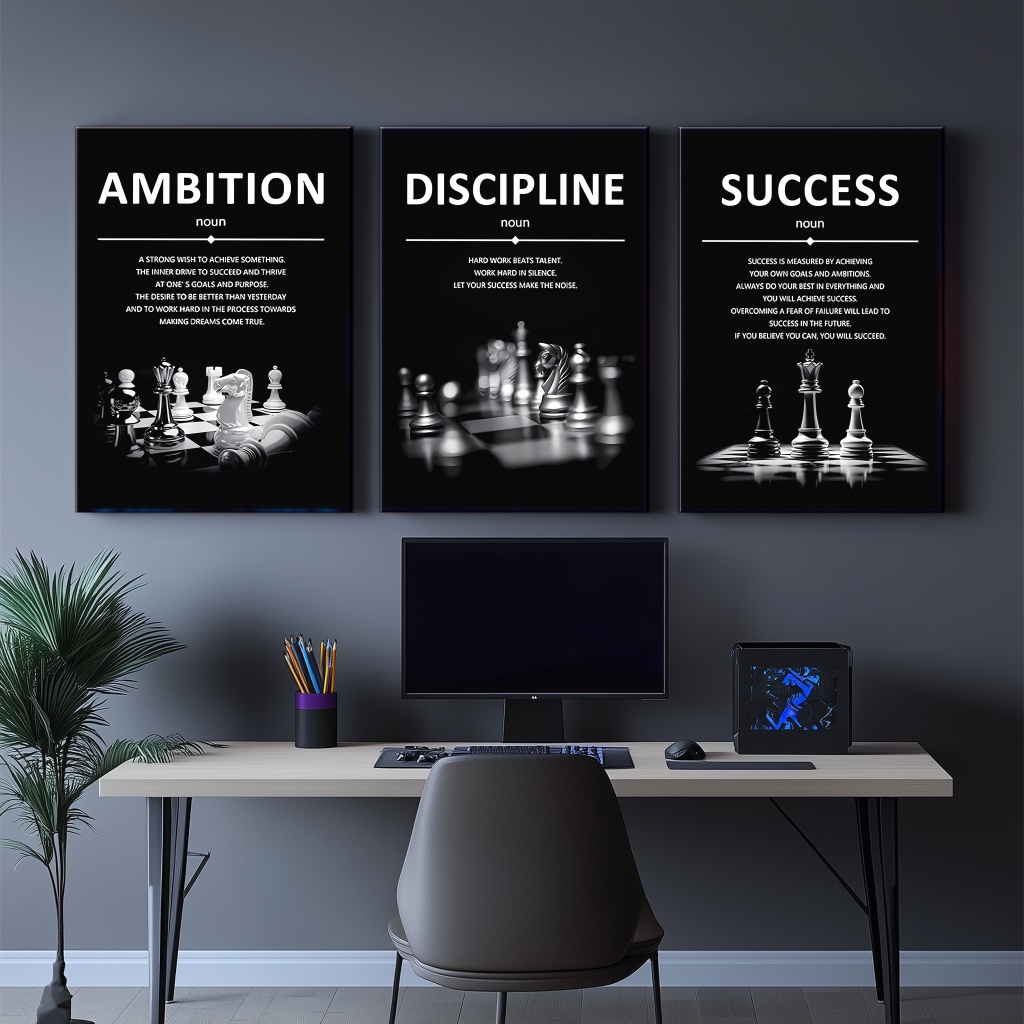 AMBITION
noun
A STRONG WISH TO ACHIEVE SOMETHING.
THE INNER DRIVE TO SUCCEED AND THRIVE
AT ONE' S GOALS AND PURPOSE.
THE DESIRE TO BE BETTER THAN YESTERDAY
AND TO WORK HARD IN THE PROCESS TOWARDS
MAKING DREAMS COME TRUE.
DISCIPLINE
noun
HARD WORK BEATS TALENT.
WORK HARD IN SILENCE.
LET YOUR SUCCESS MAKE THE NOISE.
SUCCESS
noun
SUCCESS IS MEASURED BY ACHIEVING
YOUR OWN GOALS AND AMBITIONS.
ALWAYS DO YOUR BEST IN EVERYTHING AND
YOU WILL ACHIEVE SUCCESS.
OVERCOMING A FEAR OF FAILURE WILL LEAD TO
SUCCESS IN THE FUTURE.
IF YOU BELIEVE YOU CAN, YOU WILL SUCCEED.